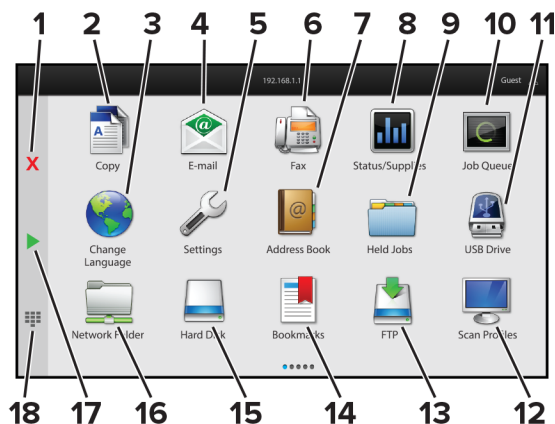 1 2 3 4 5 6 7 8 9 10 11
192.168.1.1 Guest
X
Copy E-mail Fax Status/Supplies Job Queue
Change Language Settings Address Book Held Jobs USB Drive
Network Folder Hard Disk Bookmarks FTP Scan Profiles
18 17 16 15 14 13 12